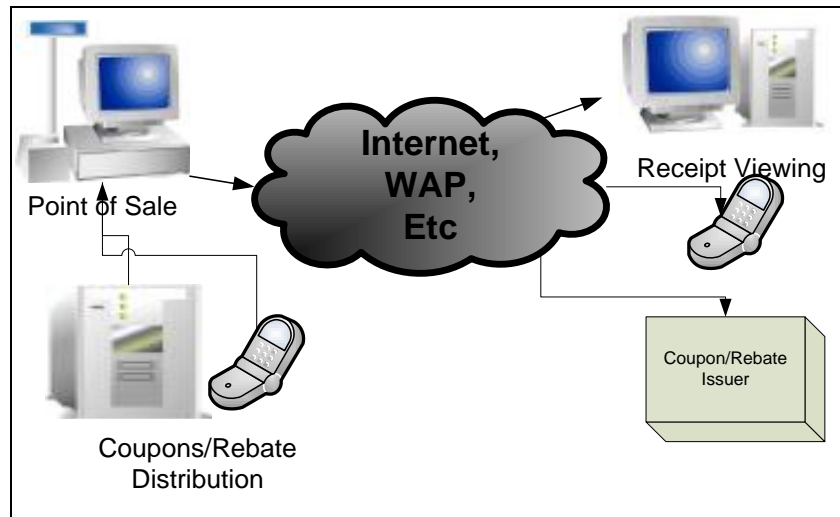 Internet,
WAP,
Etc
Receipt Viewing
Point of Sale
Coupon/Rebate
Issuer
Coupons/Rebate
Distribution